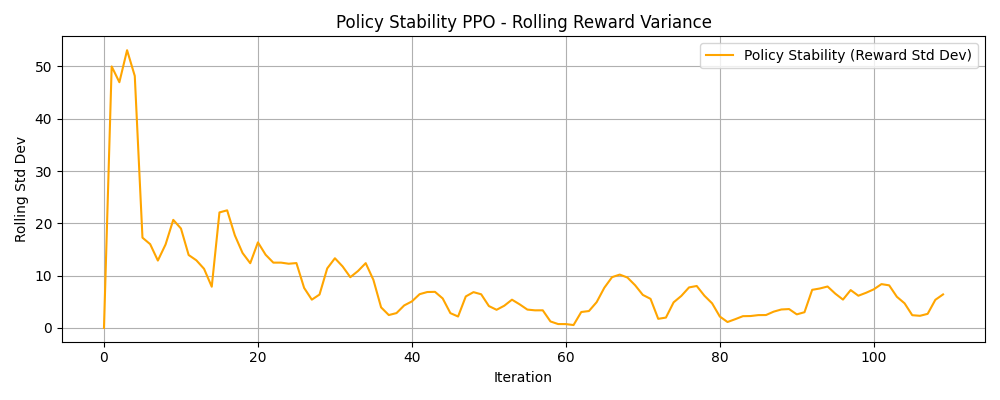 Policy Stability PPO - Rolling Reward Variance
Policy Stability (Reward Std Dev)
Rolling Std Dev
50
40
30
20
10
0
0 20 40 60 80 100
Iteration